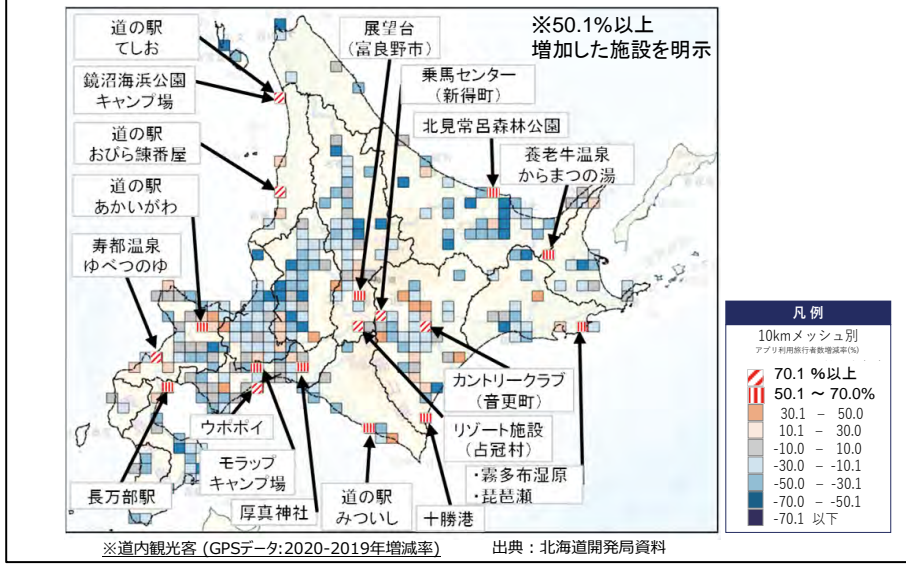 ※50.1%以上
増加した施設を明示
道の駅
てしお
鏡沼海浜公園
キャンプ場
道の駅
おびら鰊番屋
道の駅
あかいがわ
寿都温泉
ゆべつのゆ
展望台
(富良野市)
乗馬センター
(新得町)
北見常呂森林公園
養老牛温泉
からまつの湯
カントリークラブ
(音更町)
リゾート施設
(占冠村)
・霧多布湿原
・琵琶瀬
ウポポイ
モラップ
キャンプ場
長万部駅
厚真神社
道の駅
みついし
十勝港
凡例
10kmメッシュ別
アプリ利用旅行者数増減率(%)
70.1 %以上
50.1 ～ 70.0%
30.1 – 50.0
10.1 – 30.0
-10.0 – 10.0
-30.0 – -10.1
-50.0 – -30.1
-70.0 – -50.1
-70.1 以下
※道内観光客 (GPSデータ:2020-2019年増減率)
出典：北海道開発局資料